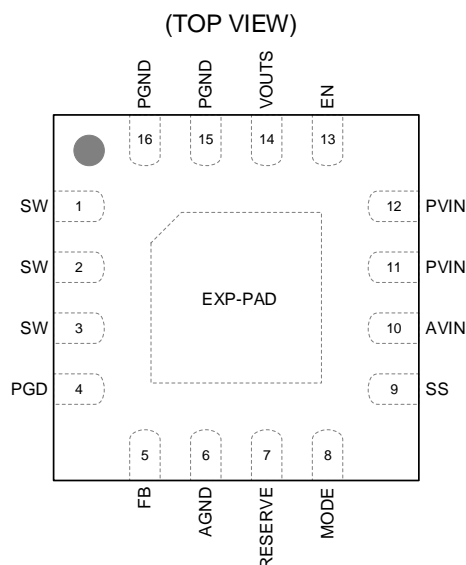 (TOP VIEW)
PGND
PGND
VOUTS
EN
16
15
14
13
SW
1
12
PVIN
SW
2
11
PVIN
EXP-PAD
SW
3
10
AVIN
PGD
4
9
SS
5
6
7
8
FB
AGND
RESERVE
MODE